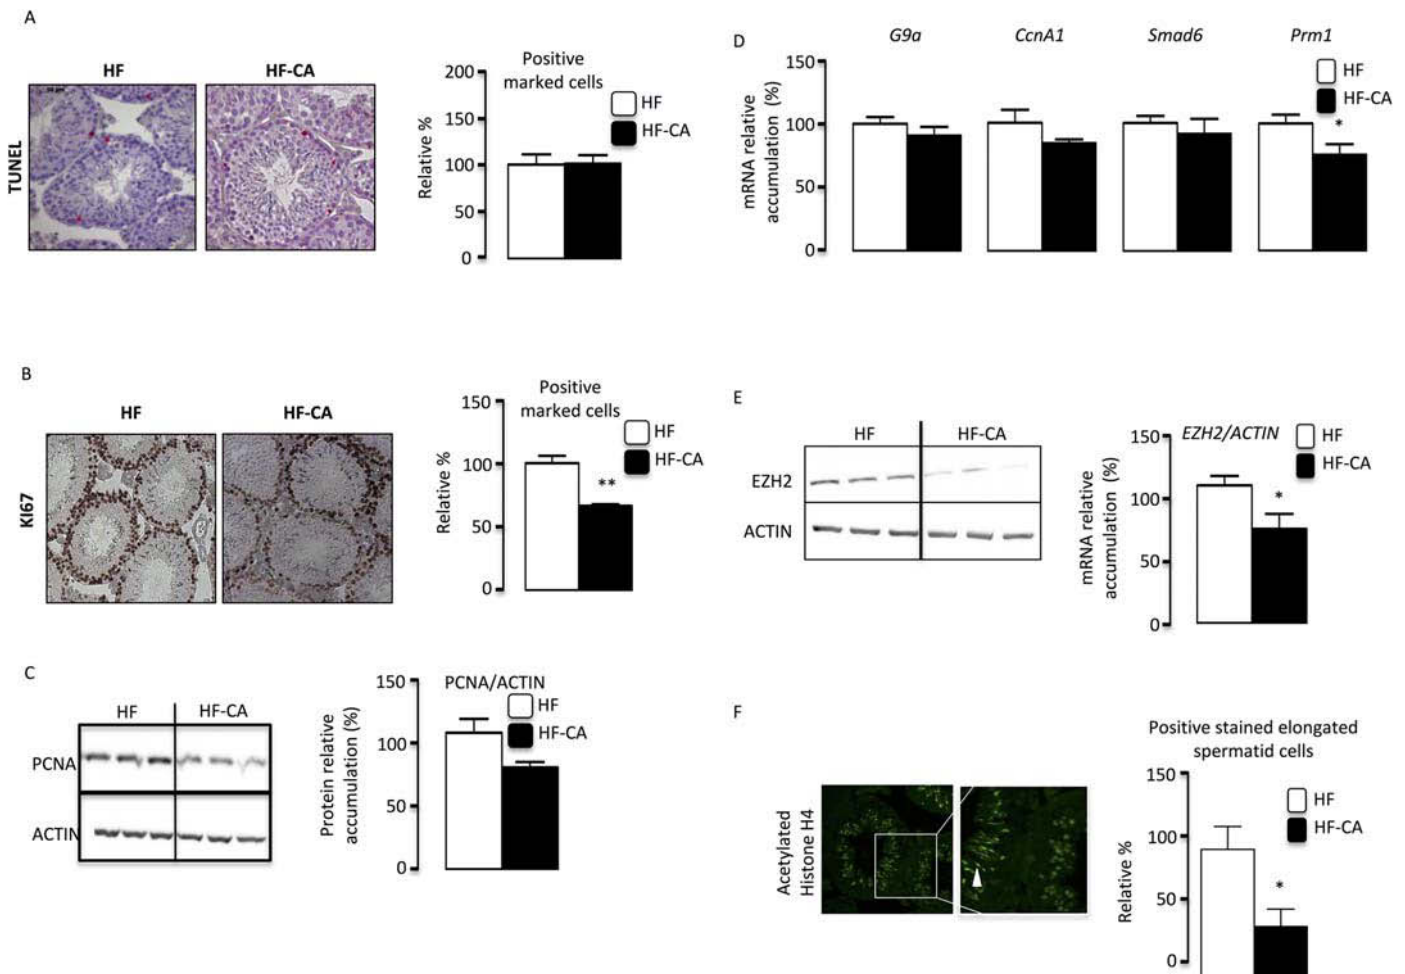 A
HF
HF-CA
TUNEL
Positive
marked cells
200
150
100
50
0
Relative %
HF
HF-CA
B
HF
HF-CA
KI67
Positive
marked cells
150
100
50
0
Relative %
HF
HF-CA
**
C
HF
HF-CA
PCNA
ACTIN
PCNA/ACTIN
150
100
50
0
Protein relative
accumulation (%)
HF
HF-CA
D
G9a
CcnA1
Smad6
Prm1
150
100
50
0
mRNA relative
accumulation (%)
HF
HF-CA
*
E
HF
HF-CA
EZH2
ACTIN
EZH2/ACTIN
150
100
50
0
mRNA relative
accumulation (%)
HF
HF-CA
*
F
Acetylated
Histone H4
Positive stained elongated
spermatid cells
150
100
50
0
Relative %
HF
HF-CA
*